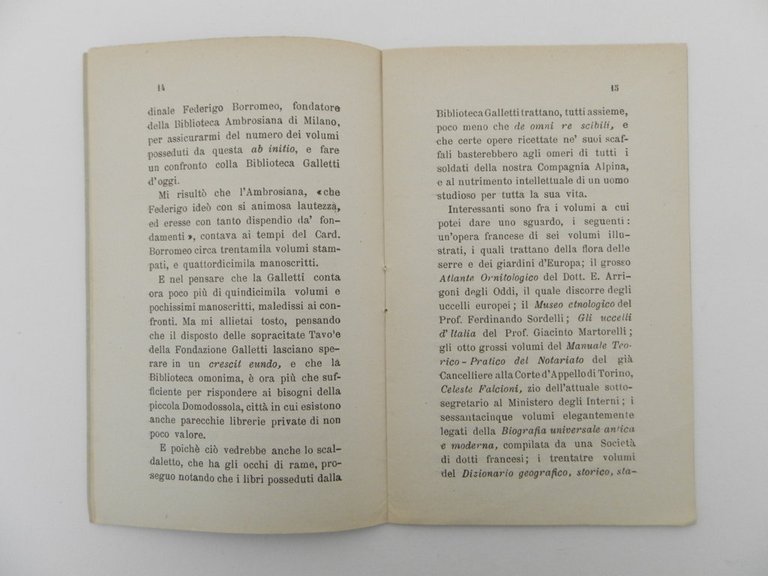 14
dinale Federigo Borromeo, fondatore
della Biblioteca Ambrosiana di Milano,
per assicurarmi del numero dei volumi
posseduti da questa ab initio, e fare
un confronto colla Biblioteca Galletti
d'oggi.
Mi risultò che l'Ambrosiana, «che
Federigo ideò con si animosa lautezza,
ed eresse con tanto dispendio da' fon-
damenti», contava ai tempi del Card.
Borromeo circa trentamila volumi stam-
pati, e quattordicimila manoscritti.
E nel pensare che la Galletti conta
ora poco più di quindicimila volumi e
pochissimi manoscritti, maledissi ai con-
fronti. Ma mi allietai tosto, pensando
che il disposto delle sopracitate Tavo'e
della Fondazione Galletti lasciano spe-
rare in un crescit eundo, e che la
Biblioteca omonima, è ora più che suf-
ficiente per rispondere ai bisogni della
piccola Domodossola, città in cui esistono
anche parecchie librerie private di non
poco valore.
E poichè ciò vedrebbe anche lo scal-
daletto, che ha gli occhi di rame, pro-
seguo notando che i libri posseduti dalla
15
Biblioteca Galletti trattano, tutti assieme,
poco meno che de omni re scibili, e
che certe opere ricettate ne' suoi scaf-
fali basterebbero agli omeri di tutti i
soldati della nostra Compagnia Alpina,
e al nutrimento intellettuale di un uomo
studioso per tutta la sua vita.
Interessanti sono fra i volumi a cui
potei dare uno sguardo, i seguenti:
un'opera francese di sei volumi illu-
strati, i quali trattano della flora delle
serre e dei giardini d'Europa; il grosso
Atlante Ornitologico del Dott. E. Arri-
goni degli Oddi, il quale discorre degli
uccelli europei; il Museo etnologico del
Prof. Ferdinando Sordelli; Gli uccelli
d'Italia del Prof. Giacinto Martorelli;
gli otto grossi volumi del Manuale Teo-
rico-Pratico del Notariato del già
Cancelliere alla Corte d'Appello di Torino,
Celeste Falcioni, zio dell'attuale sotto-
segretario al Ministero degli Interni; i
sessantacinque volumi elegantemente
legati della Biografia universale antica
e moderna, compilata da una Società
di dotti francesi; i trentatre volumi
del Dizionario geografico, storico, sta-